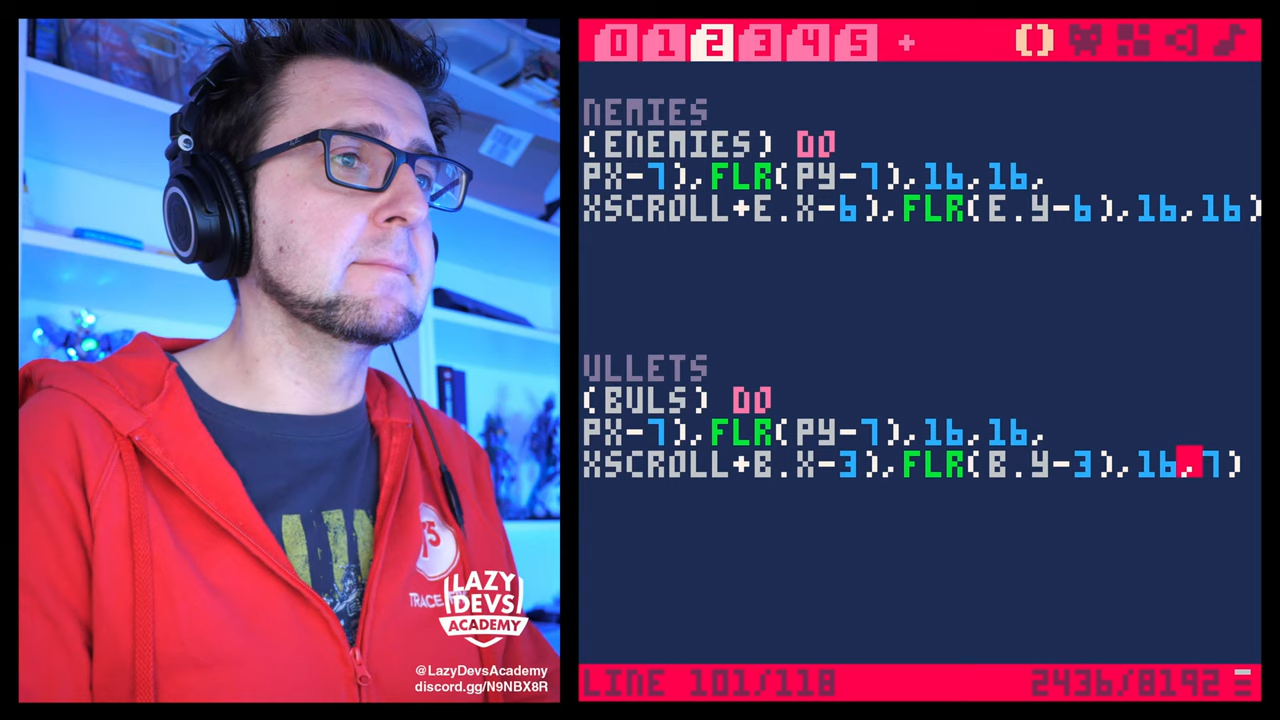 LAZY
DEVS
ACADEMY
@LazyDevsAcademy
discord.gg/N9NBX8R
0 1 2 3 4 5 +
NEMIES
(ENEMIES) DO
PX-7),FLR(PY-7),16,16,
XSCROLL+E.X-6),FLR(E.Y-6),16,16)
ULLETS
(BULS) DO
PX-7),FLR(PY-7),16,16,
XSCROLL+B.X-3),FLR(B.Y-3),16,7)
LINE 101/118
2436/8192